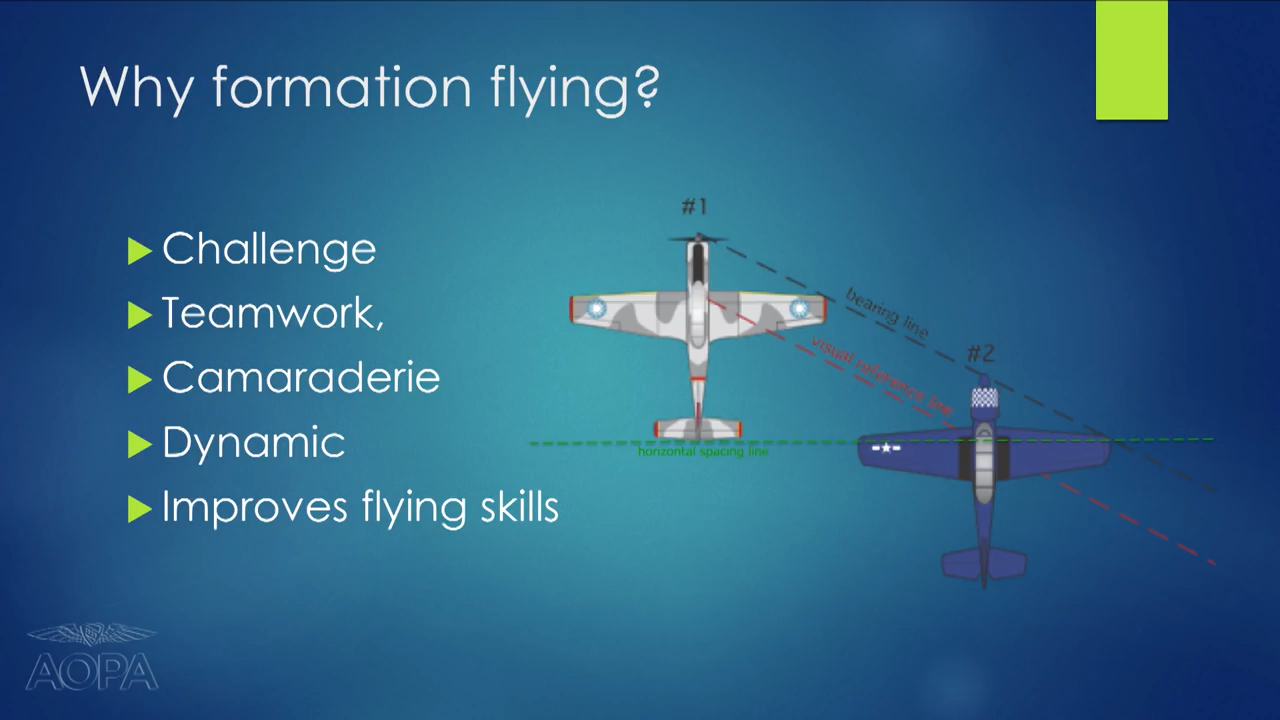 Why formation flying?
Challenge
Teamwork,
Camaraderie
Dynamic
Improves flying skills
#1
bearing line
visual reference line
#2
horizontal spacing line
AOPA